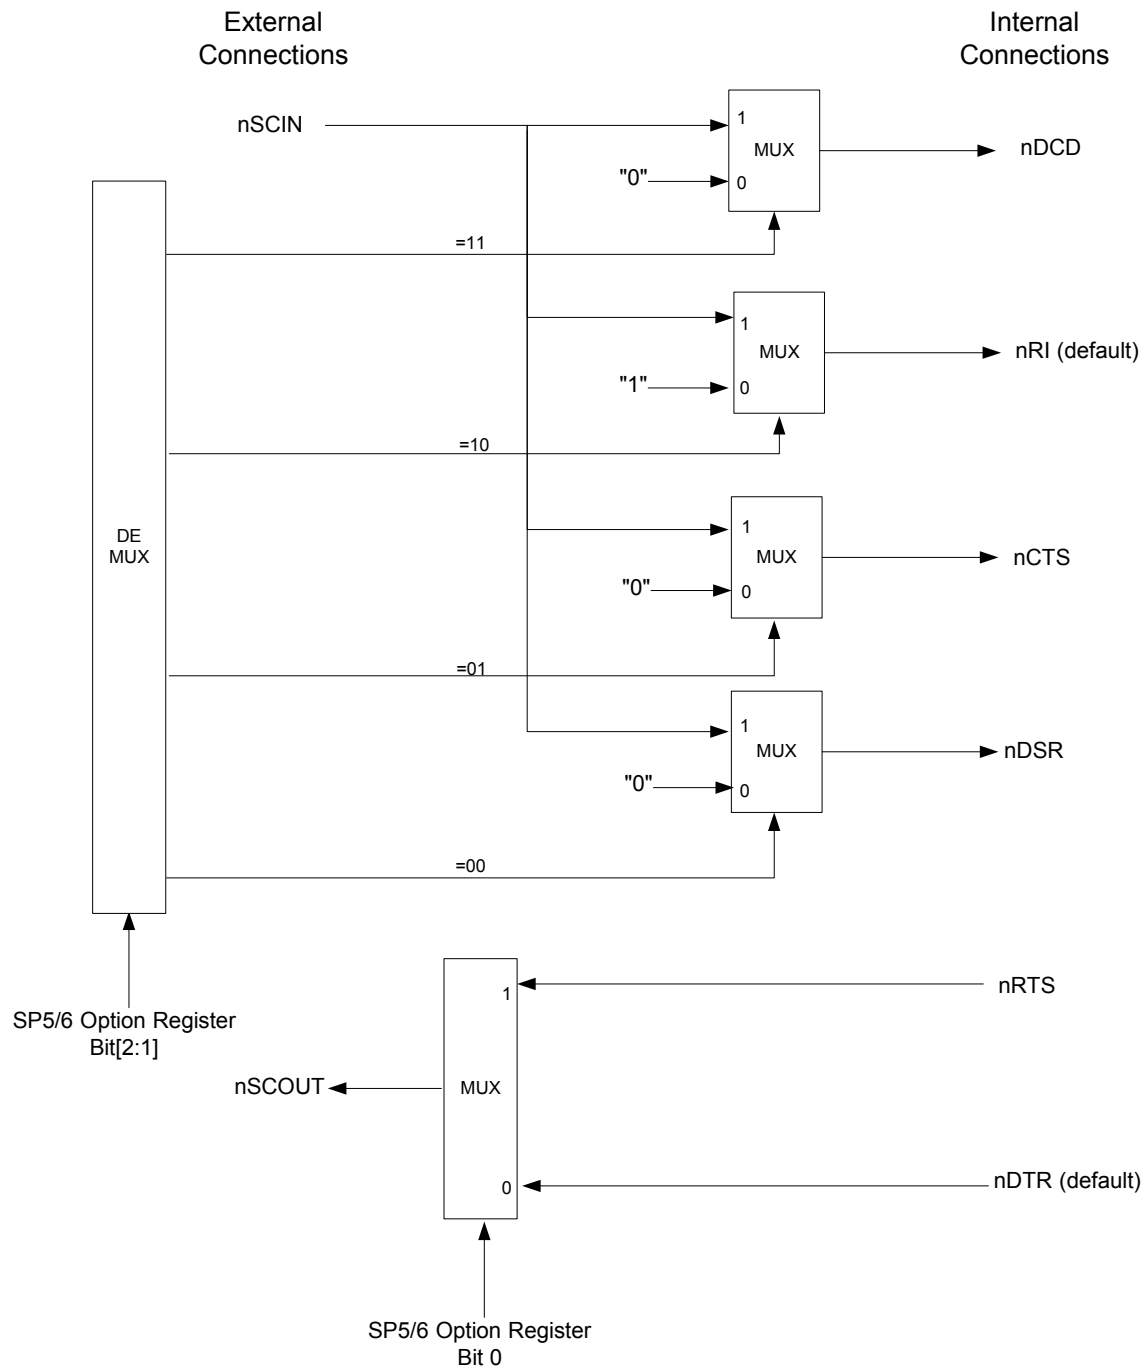 External
Connections
Internal
Connections
nSCIN
1
MUX
nDCD
"0"
0
=11
1
MUX
nRI (default)
"1"
0
=10
DE
MUX
1
MUX
nCTS
"0"
0
=01
1
MUX
nDSR
"0"
0
=00
1
nRTS
SP5/6 Option Register
Bit[2:1]
nSCOUT
MUX
0
nDTR (default)
SP5/6 Option Register
Bit 0